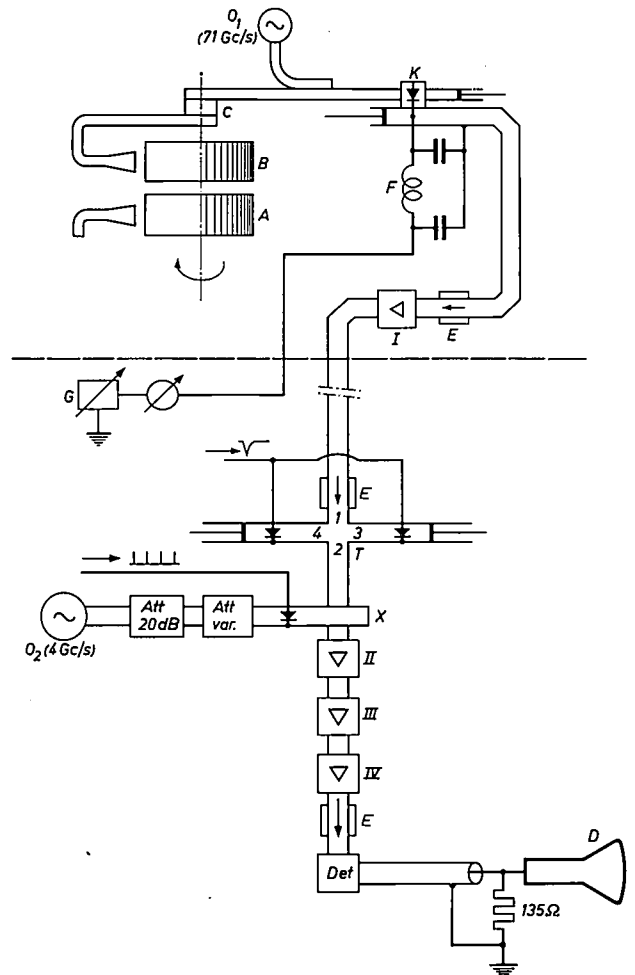 O1
(71 Gc/s)
K
C
B
F
A
I
E
G
E
1
4 3
2 T
Att
20dB
Att
var.
X
O2 (4 Gc/s)
II
III
IV
E
D
Det
135Ω